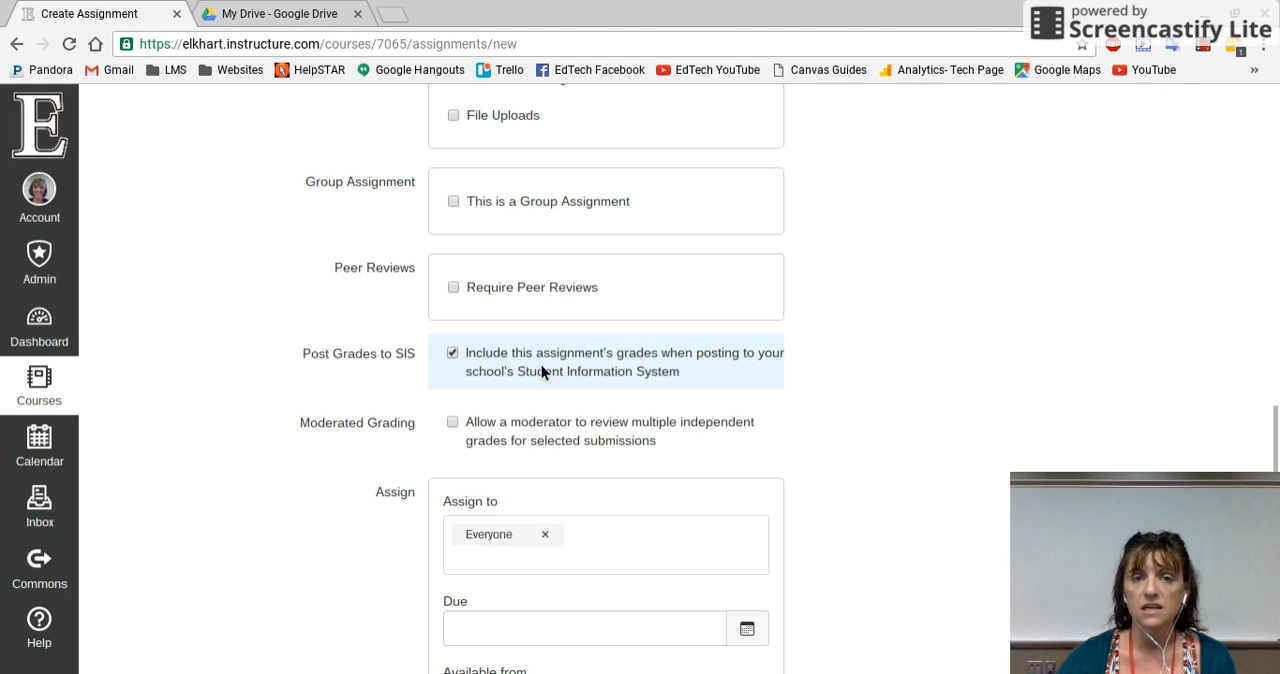 Create Assignment
My Drive - Google Drive
powered by
Screencastify Lite
https://elkhart.instructure.com/courses/7065/assignments/new
Pandora
Gmail
LMS
Websites
HelpSTAR
Google Hangouts
Trello
EdTech Facebook
EdTech YouTube
Canvas Guides
Analytics- Tech Page
Google Maps
YouTube
»
1
E
Account
Admin
Dashboard
Courses
Calendar
Inbox
Commons
Help
File Uploads
Group Assignment
This is a Group Assignment
Peer Reviews
Require Peer Reviews
Post Grades to SIS
Include this assignment's grades when posting to your
school's Student Information System
Moderated Grading
Allow a moderator to review multiple independent
grades for selected submissions
Assign
Assign to
Everyone
Due
Available from